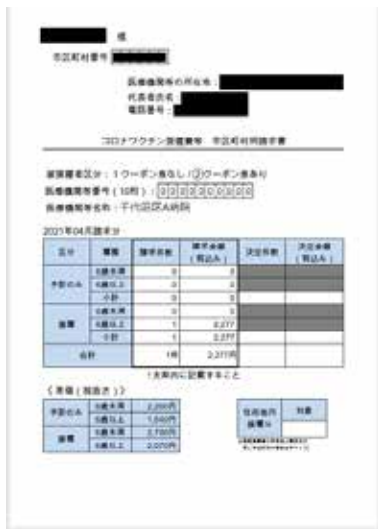 様
市区町村番号
医療機関等の所在地:
代表者氏名:
電話番号:
コロナワクチン接種費等 市区町村別請求書
被接種者区分:1クーポン券なし/②クーポン券あり
医療機関等番号(10桁):
医療機関等名称:千代田区A病院
2021年04月請求分
区分 種類 請求件数 請求金額(税込み) 決定件数 決定金額(税込み)
予診のみ 6歳未満 0 0
6歳以上 0 0
小計 0 0
接種 6歳未満 0 0
6歳以上 1 2,277
小計 1 2,277
合計 1件 2,277円
↑太枠内に記載すること
《単価(税抜き)》
予診のみ 6歳未満 2,200円
6歳以上 1,540円
接種 6歳未満 2,730円
6歳以上 2,070円
住所地外接種分 対象